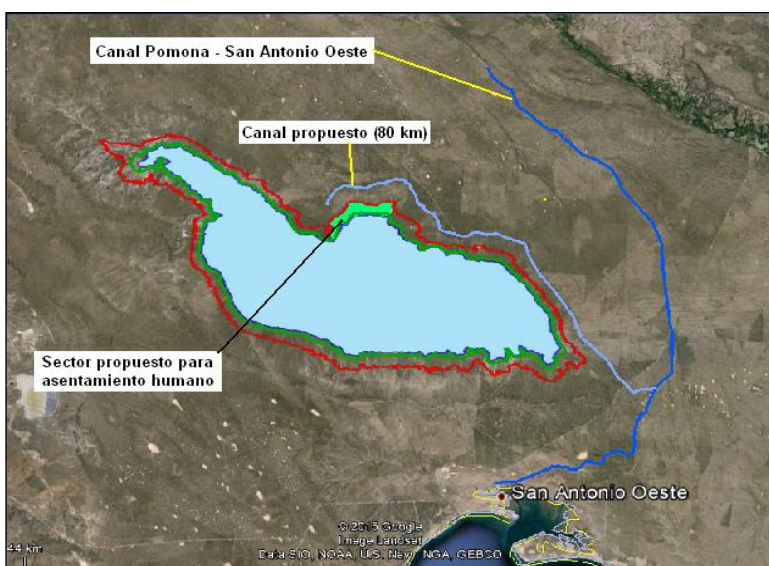 Canal Pomona - San Antonio Oeste
Canal propuesto (80 km)
Sector propuesto para
asentamiento humano
San Antonio Oeste
© 2015 Google
Image Landsat
Data SIO, NOAA, U.S. Navy, NGA, GEBCO
44 km